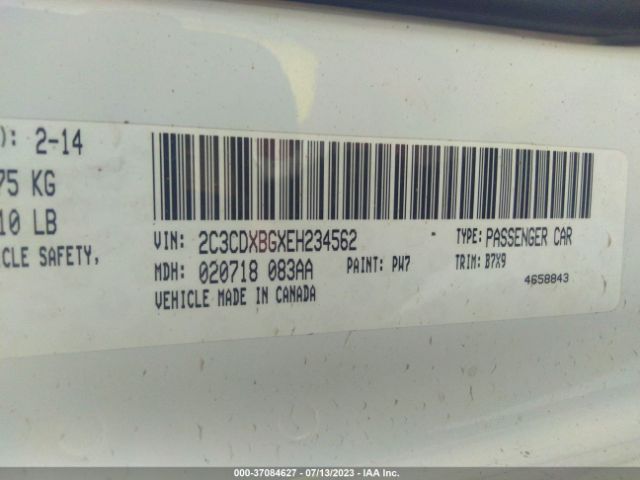 ): 2-14
75 KG
10 LB
CLE SAFETY,
VIN: 2C3CDXBGXEH234562 TYPE: PASSENGER CAR
MDH: 020718 083AA PAINT: PW7 TRIM: B7X9
VEHICLE MADE IN CANADA 4658843
000-37084627 - 07/13/2023 - IAA Inc.